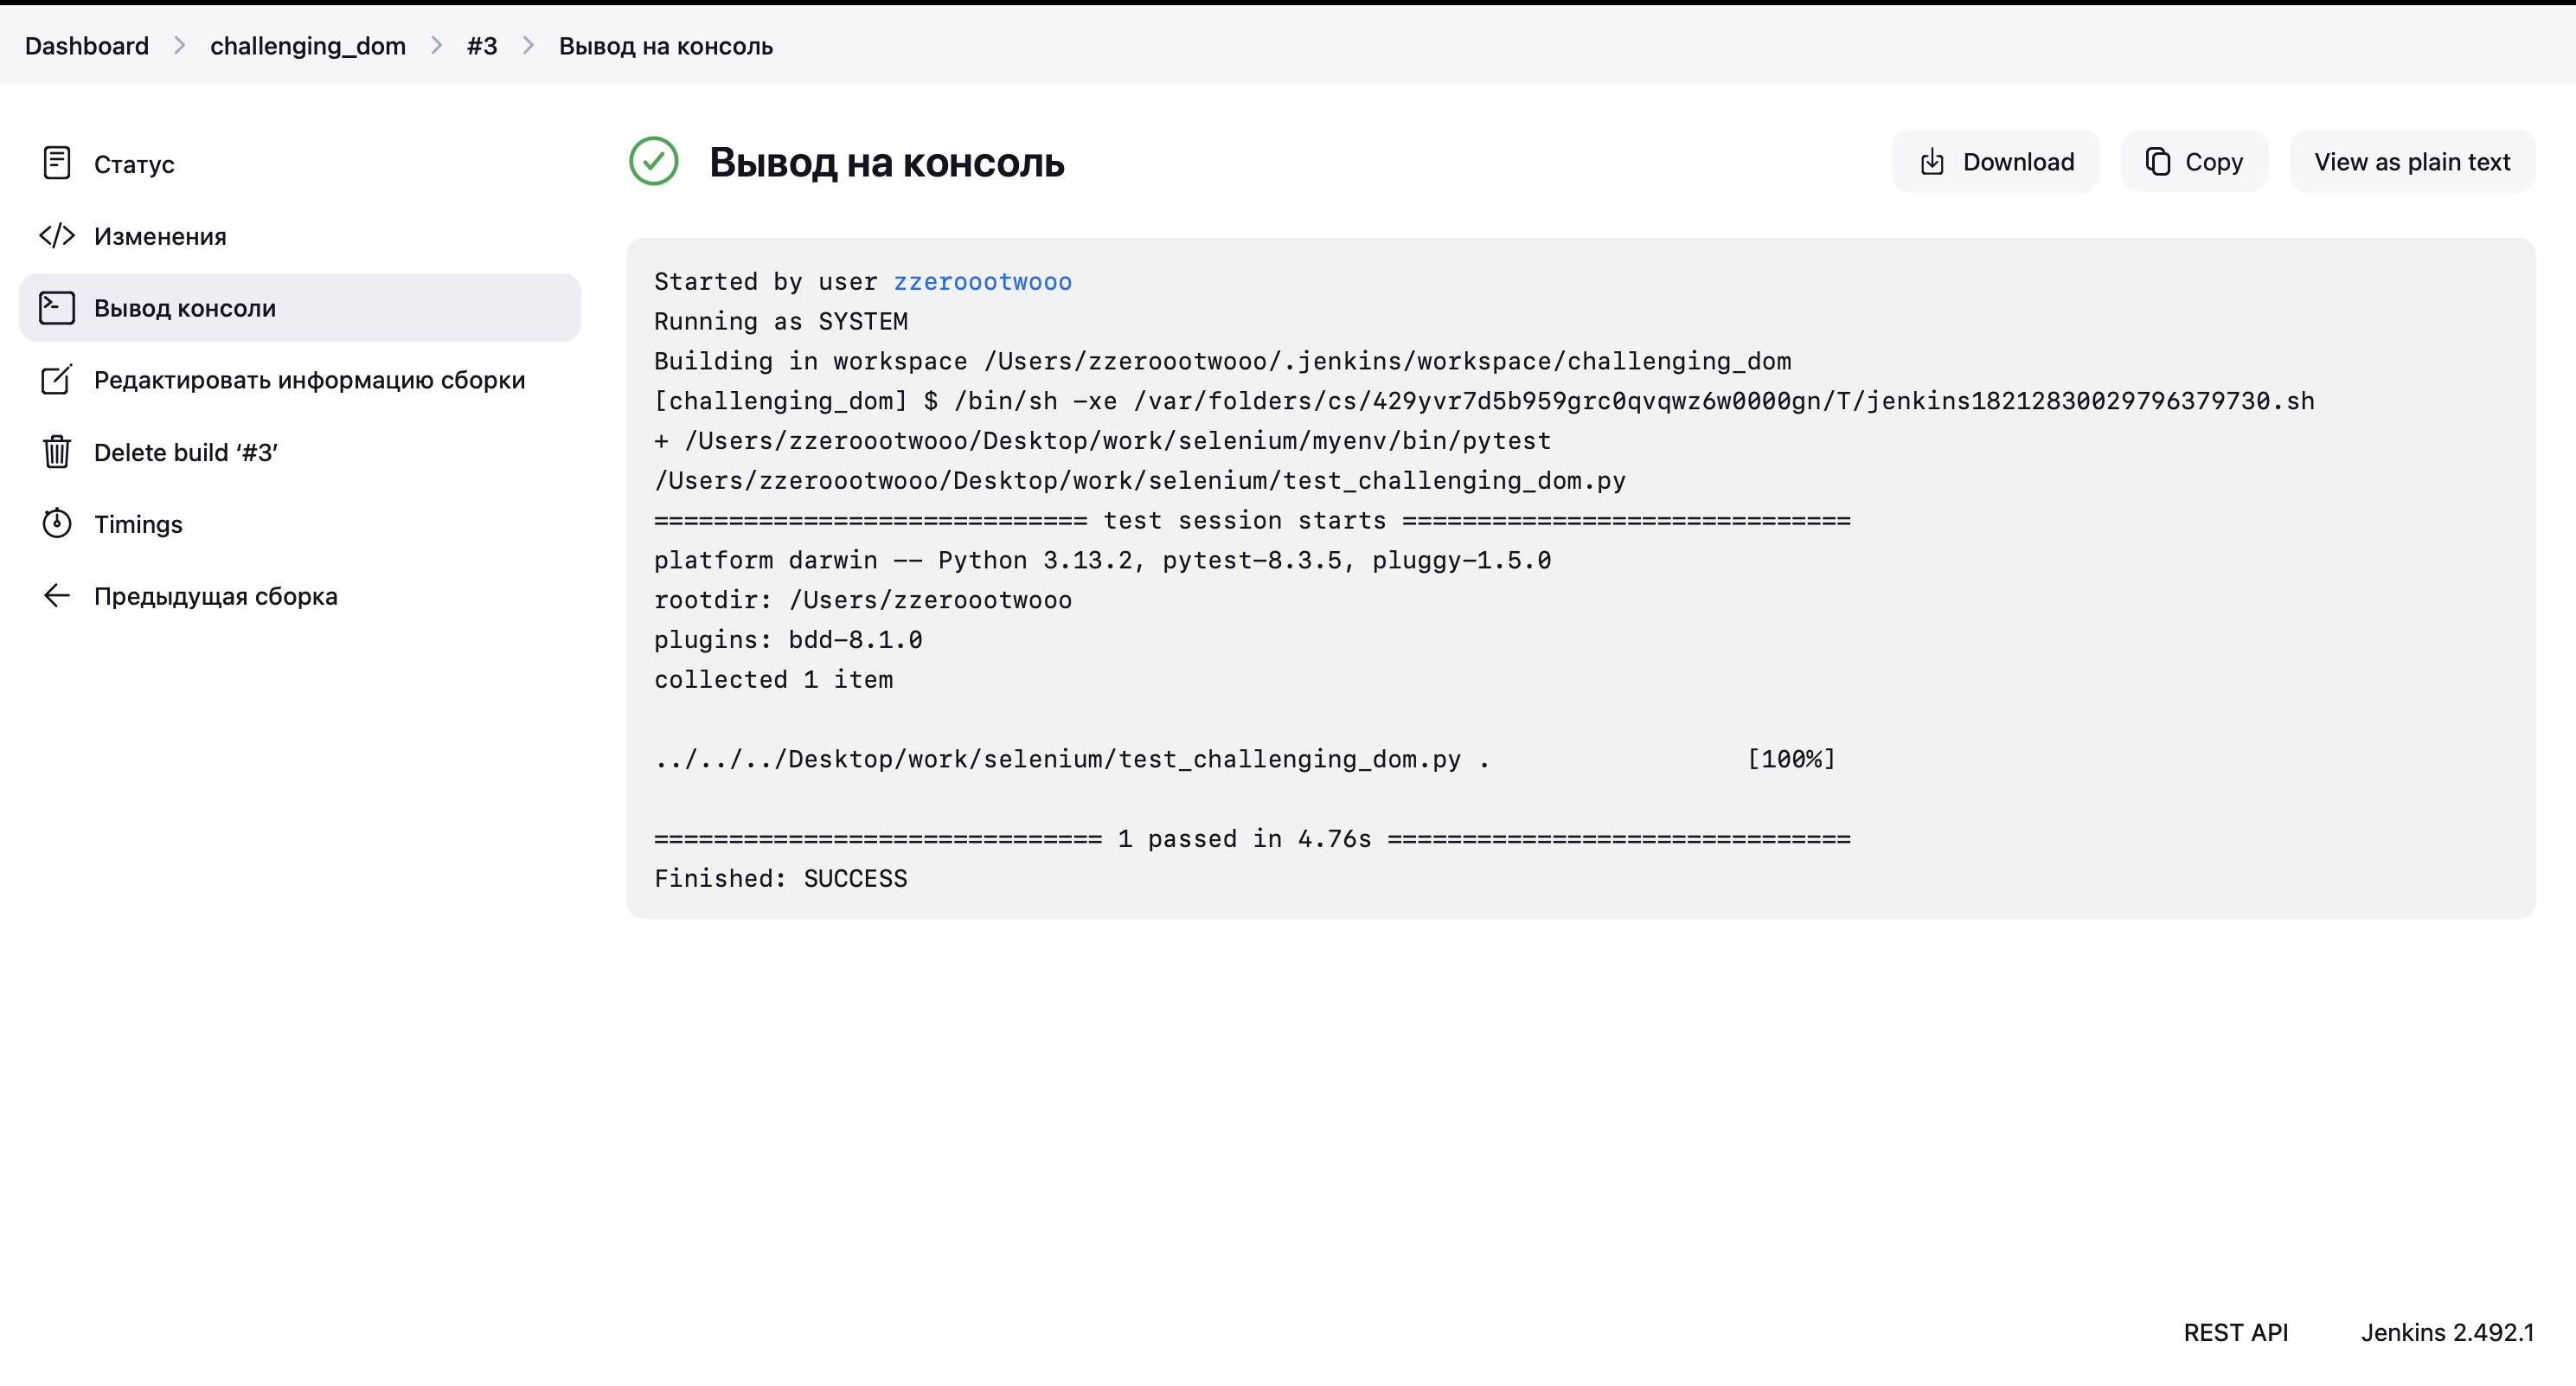 Dashboard > challenging_dom > #3 > Вывод на консоль
Статус
Изменения
Вывод консоли
Редактировать информацию сборки
Delete build ‘#3’
Timings
Предыдущая сборка
Вывод на консоль
Download
Copy
View as plain text
Started by user zzeroootwooo
Running as SYSTEM
Building in workspace /Users/zzeroootwooo/.jenkins/workspace/challenging_dom
[challenging_dom] $ /bin/sh -xe /var/folders/cs/429yvr7d5b959grc0qvqwz6w0000gn/T/jenkins18212830029796379730.sh
+ /Users/zzeroootwooo/Desktop/work/selenium/myenv/bin/pytest
/Users/zzeroootwooo/Desktop/work/selenium/test_challenging_dom.py
============================= test session starts ==============================
platform darwin -- Python 3.13.2, pytest-8.3.5, pluggy-1.5.0
rootdir: /Users/zzeroootwooo
plugins: bdd-8.1.0
collected 1 item
../../../Desktop/work/selenium/test_challenging_dom.py . [100%]
============================== 1 passed in 4.76s ===============================
Finished: SUCCESS
REST API
Jenkins 2.492.1